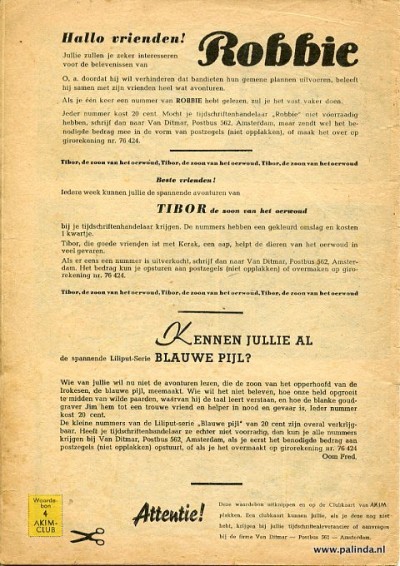 Hallo vrienden!
Robbie
Jullie zullen je zeker interesseren
voor de belevenissen van
O, a. doordat hij wil verhinderen dat bandieten hun gemene plannen uitvoeren, beleeft
hij samen met zijn vrienden heel wat avonturen.
Als je één keer een nummer van ROBBIE hebt gelezen, zul je het vast vaker doen.
Ieder nummer kost 20 cent. Mocht je tijdschriftenhandelaar „Robbie" niet voorradig
hebben, schrijf dan naar Van Ditmar, Postbus 562, Amsterdam, maar zendt wel het be-
nodigde bedrag mee in de vorm van postzegels (niet opplakken), of maak het over op
girorekening nr. 76 424.
Tibor, de zoon van het oerwoud, Tibor, de zoon van het oerwoud, Tibor, de zoon van het oerwoud
Beste vrienden!
Iedere week kunnen jullie de spannende avonturen van
TIBOR de zoon van het oerwoud
bij je tijdschriftenhandelaar krijgen. De nummers hebben een gekleurd omslag en kosten
1 kwartje.
Tibor, die goede vrienden is met Kerak, een aap, helpt de dieren van het oerwoud in
veel gevaren.
Als er eens een nummer is uitverkocht, schrijf dan naar Van Ditmar, Postbus 562, Amster-
dam. Het bedrag kun je opsturen aan postzegels (niet opplakken) of overmaken op giro-
rekening nr. 76 424.
Tibor, de zoon van het oerwoud, Tibor, de zoon van het oerwoud, Tibor, de zoon van het oerwoud
KENNEN JULLIE AL
de spannende Liliput-Serie BLAUWE PIJL?
Wie van jullie wil nu niet de avonturen lezen, die de zoon van het opperhoofd van de
Irokesen, de blauwe pijl, meemaakt. Wie wil het niet beleven, hoe onze held opgroeit
te midden van wilde paarden, waarvan hij de taal leert verstaan, en hoe de blanke goud-
graver Jim hem tot een trouwe vriend en helper in nood en gevaar is, Ieder nummer
kost 20 cent.
De kleine nummers van de Liliput-serie „Blauwe pijl" van 20 cent zijn overal verkrijg-
baar. Heeft je tijdschriftenhandelaar ze echter niet voorradig, dan kun je alle nummers
krijgen bij Van Ditmar, Postbus 562, Amsterdam, als je eerst het benodigde bedrag aan
postzegels (niet opplakken) opstuurt, of als je het overmaakt op girorekening nr. 76 424
Oom Fred.
Waarde-
bon
4
AKIM-
CLUB
Attentie!
Deze waardebon uitknippen en op de Clubkaart van AKIM
plakken. Een clubkaart kunnen jullie, als je deze nog niet
hebt, krijgen bij jullie tijdschriftenleverancier of aanvragen
bij de firma Van Ditmar — Postbus 562 — Amsterdam.
www.palinda.nl